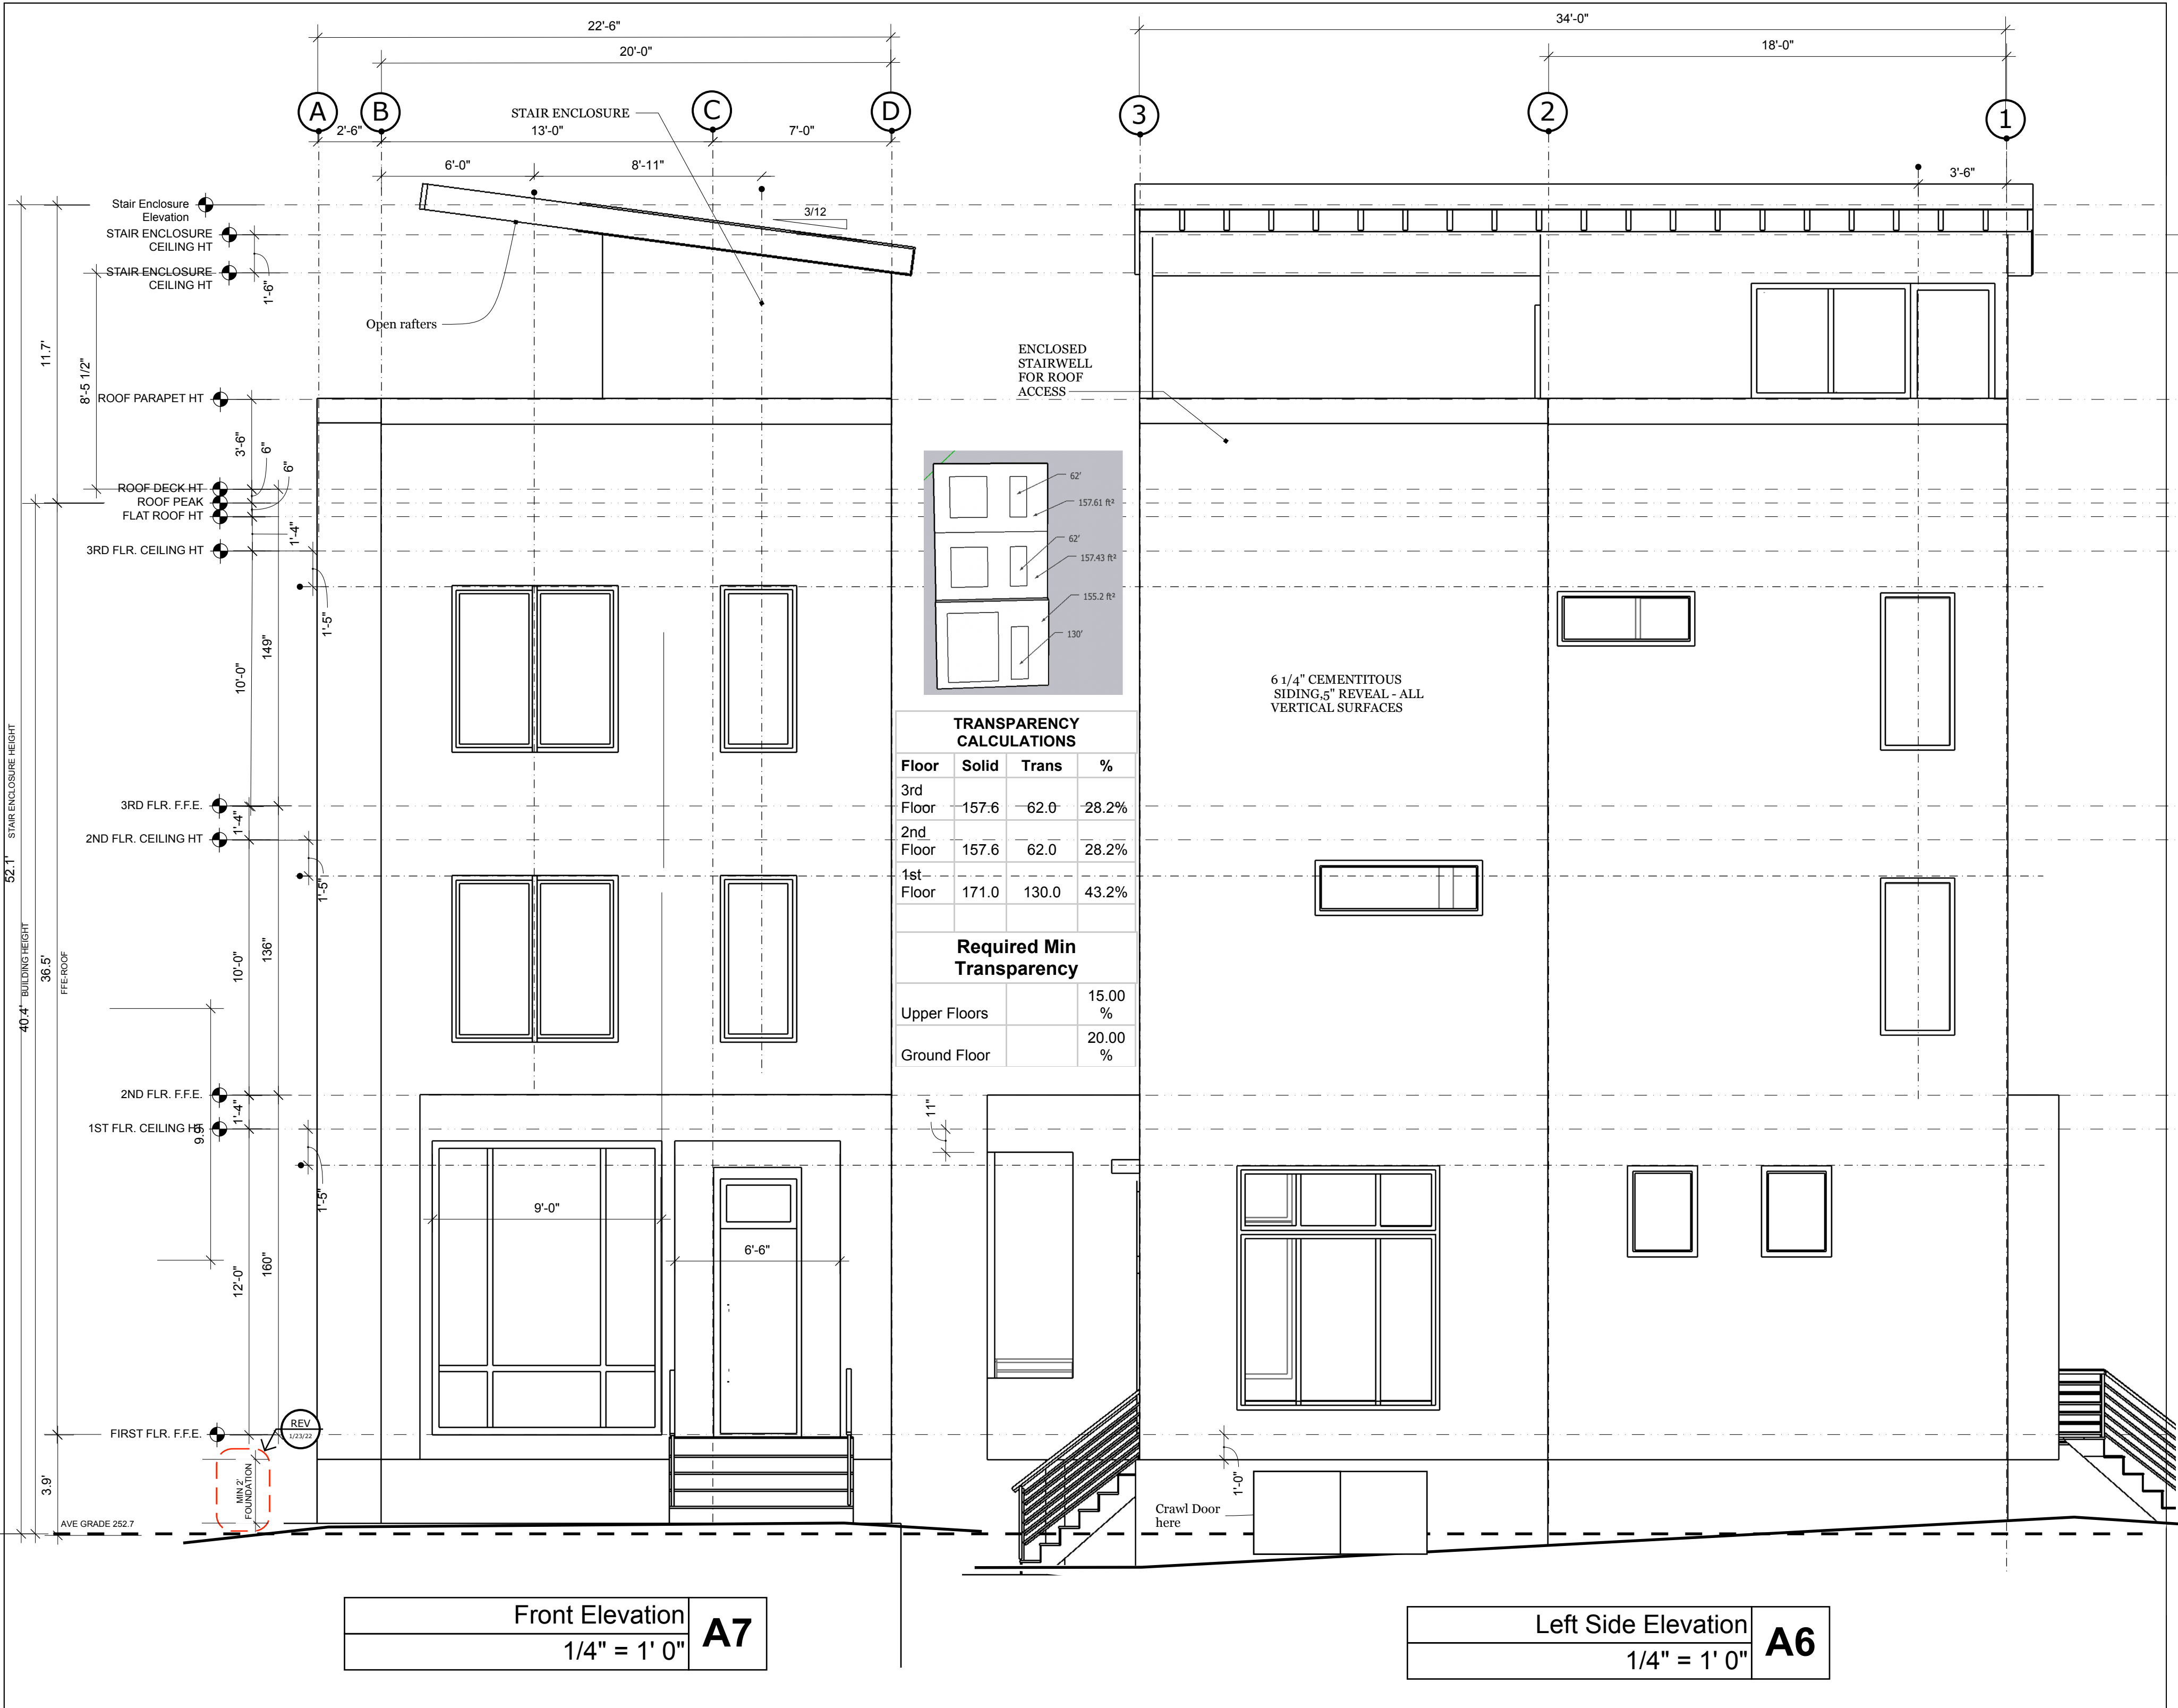 22'-6"
20'-0"
34'-0"
18'-0"
A
B
C
D
3
2
1
STAIR ENCLOSURE
2'-6"
13'-0"
7'-0"
6'-0"
8'-11"
3'-6"
3/12
Stair Enclosure
Elevation
STAIR ENCLOSURE
CEILING HT
STAIR ENCLOSURE
CEILING HT
1'-6"
Open rafters
11.7'
8'-5 1/2"
ROOF PARAPET HT
3'-6"
6"
6"
ROOF DECK HT
ROOF PEAK
FLAT ROOF HT
1'-4"
3RD FLR. CEILING HT
1'-5"
10'-0"
149"
3RD FLR. F.F.E.
1'-4"
2ND FLR. CEILING HT
1'-5"
52.1'
STAIR ENCLOSURE HEIGHT
40.4'
BUILDING HEIGHT
36.5'
FFE-ROOF
10'-0"
136"
2ND FLR. F.F.E.
1'-4"
1ST FLR. CEILING HT
9.9'
1'-5"
12'-0"
160"
9'-0"
6'-6"
11"
FIRST FLR. F.F.E.
REV
1/23/22
MIN 2'
FOUNDATION
3.9'
AVE GRADE 252.7
ENCLOSED
STAIRWELL
FOR ROOF
ACCESS
62'
157.61 ft²
62'
157.43 ft²
155.2 ft²
130'
TRANSPARENCY
CALCULATIONS
Floor Solid Trans %
3rd
Floor 157.6 62.0 28.2%
2nd
Floor 157.6 62.0 28.2%
1st
Floor 171.0 130.0 43.2%
Required Min
Transparency
15.00
Upper Floors %
20.00
Ground Floor %
6 1/4" CEMENTITOUS
SIDING,5" REVEAL - ALL
VERTICAL SURFACES
1'-0"
Crawl Door
here
Front Elevation
1/4" = 1' 0"
A7
Left Side Elevation
1/4" = 1' 0"
A6